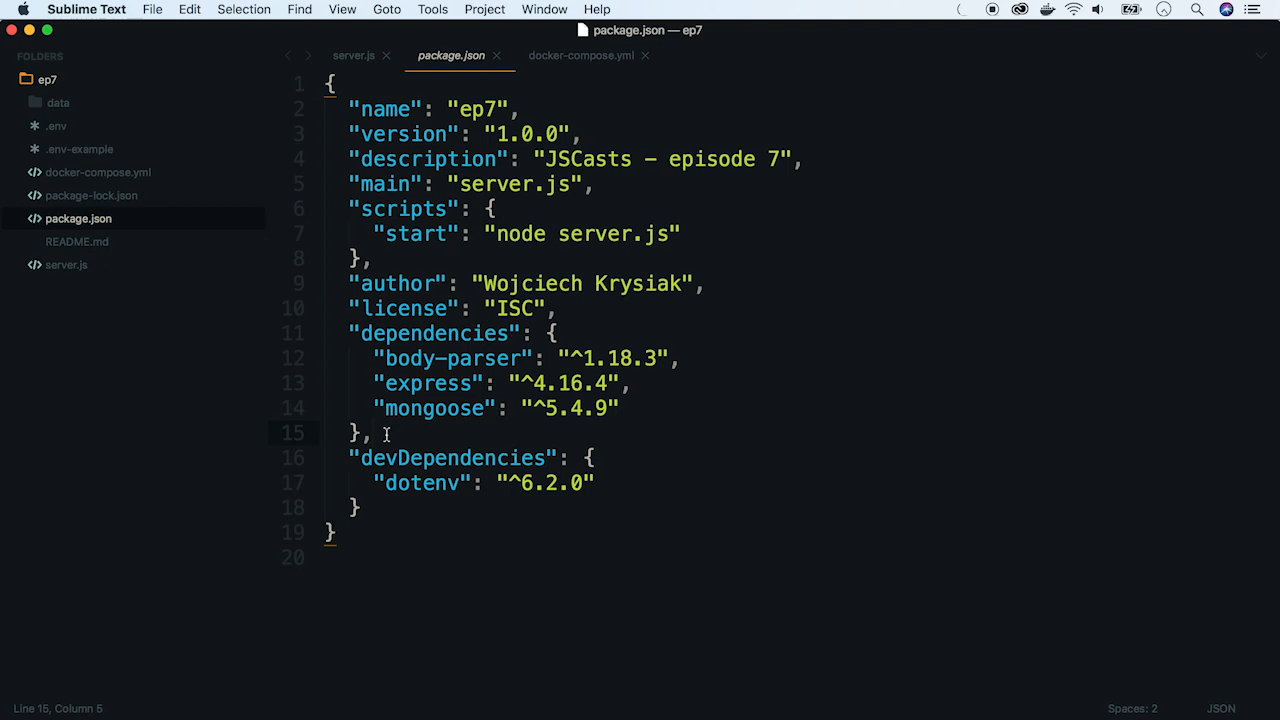 Sublime Text File Edit Selection Find View Goto Tools Project Window Help
package.json — ep7
FOLDERS
ep7
data
.env
.env-example
docker-compose.yml
package-lock.json
package.json
README.md
server.js
server.js package.json docker-compose.yml
1 {
2 "name": "ep7",
3 "version": "1.0.0",
4 "description": "JSCasts - episode 7",
5 "main": "server.js",
6 "scripts": {
7 "start": "node server.js"
8 },
9 "author": "Wojciech Krysiak",
10 "license": "ISC",
11 "dependencies": {
12 "body-parser": "^1.18.3",
13 "express": "^4.16.4",
14 "mongoose": "^5.4.9"
15 },
16 "devDependencies": {
17 "dotenv": "^6.2.0"
18 }
19 }
20
Line 15, Column 5 Spaces: 2 JSON